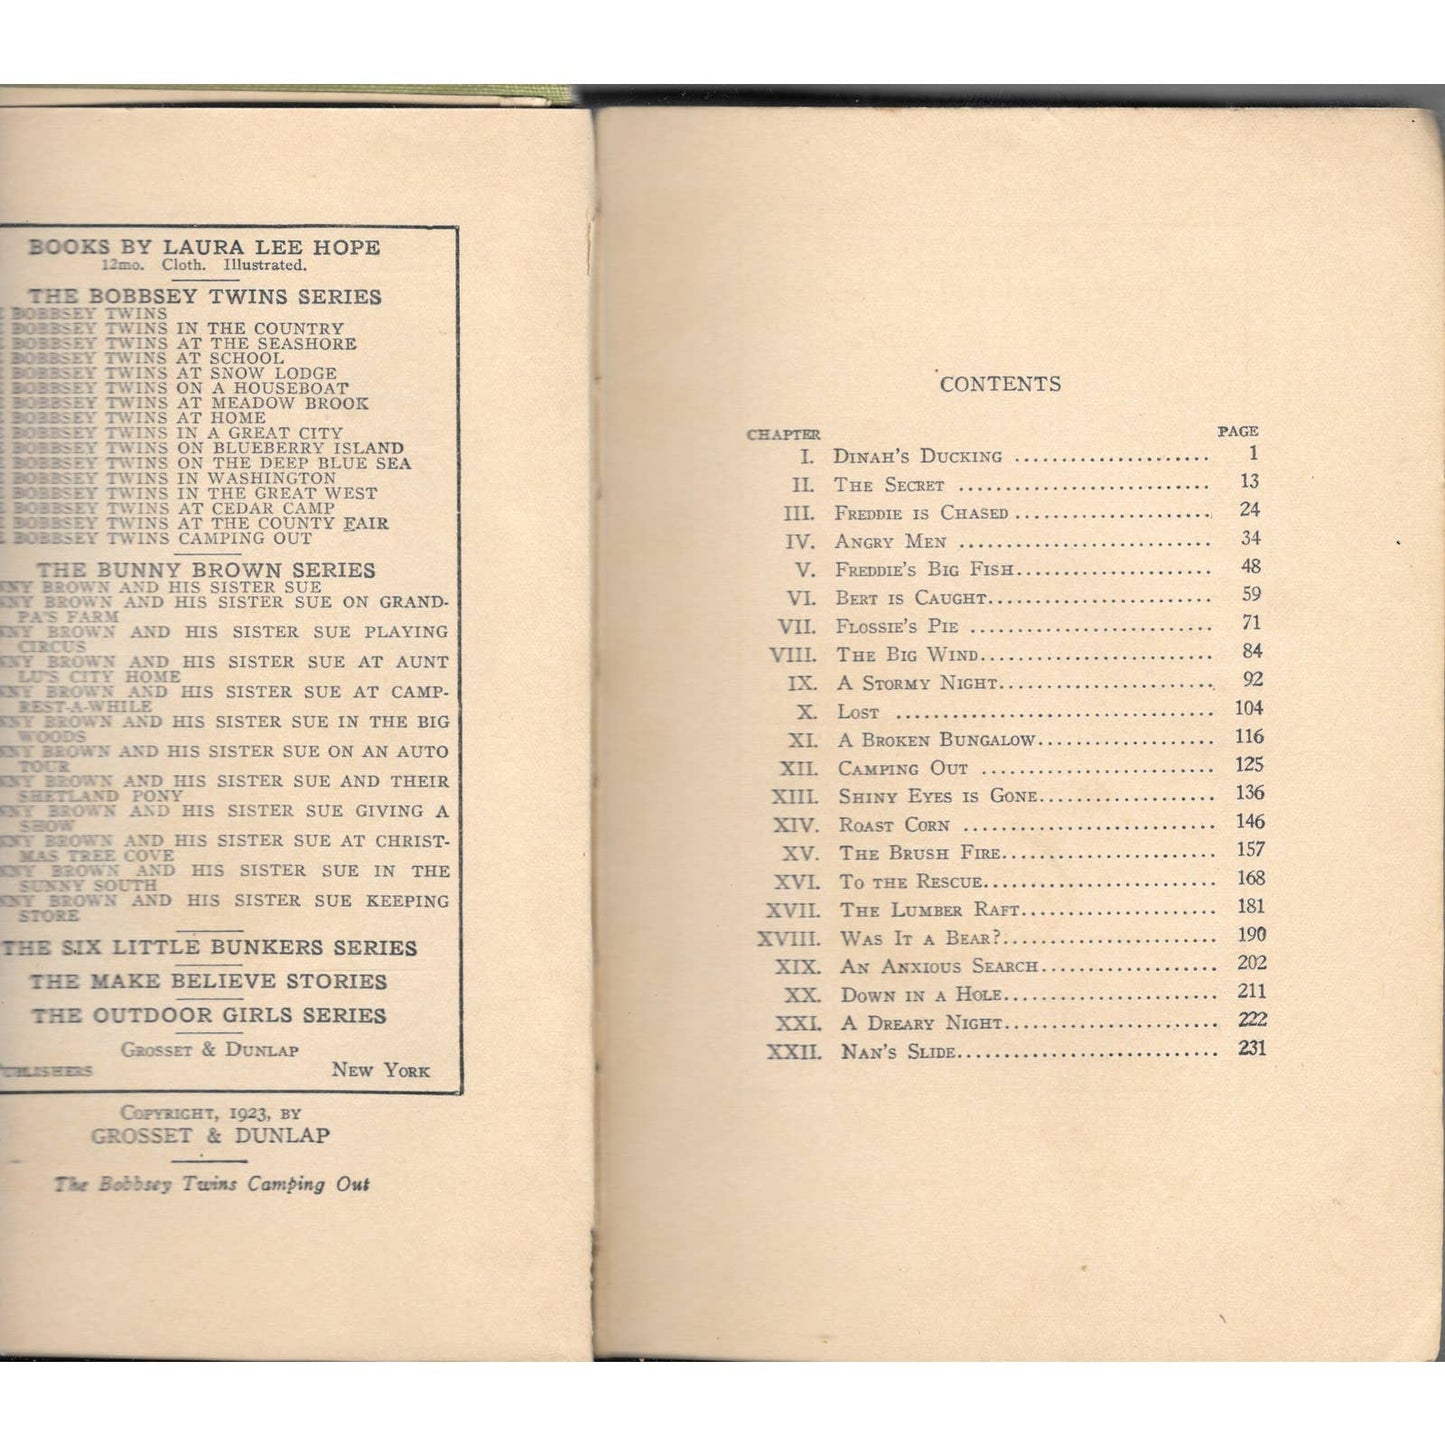 BOOKS BY LAURA LEE HOPE
12mo. Cloth. Illustrated.
THE BOBBSEY TWINS SERIES
BOBBSEY TWINS
BOBBSEY TWINS IN THE COUNTRY
BOBBSEY TWINS AT THE SEASHORE
BOBBSEY TWINS AT SCHOOL
BOBBSEY TWINS AT SNOW LODGE
BOBBSEY TWINS ON A HOUSEBOAT
BOBBSEY TWINS AT MEADOW BROOK
BOBBSEY TWINS AT HOME
BOBBSEY TWINS IN A GREAT CITY
BOBBSEY TWINS ON BLUEBERRY ISLAND
BOBBSEY TWINS ON THE DEEP BLUE SEA
BOBBSEY TWINS IN WASHINGTON
BOBBSEY TWINS IN THE GREAT WEST
BOBBSEY TWINS AT CEDAR CAMP
BOBBSEY TWINS AT THE COUNTY FAIR
BOBBSEY TWINS CAMPING OUT
THE BUNNY BROWN SERIES
BROWN AND HIS SISTER SUE
BROWN AND HIS SISTER SUE ON GRAND-
PA'S FARM
BROWN AND HIS SISTER SUE PLAYING
CIRCUS
BROWN AND HIS SISTER SUE AT AUNT
LU'S CITY HOME
BROWN AND HIS SISTER SUE AT CAMP-
REST-A-WHILE
BROWN AND HIS SISTER SUE IN THE BIG
WOODS
BROWN AND HIS SISTER SUE ON AN AUTO
TOUR
BROWN AND HIS SISTER SUE AND THEIR
SHETLAND PONY
BROWN AND HIS SISTER SUE GIVING A
SHOW
BROWN AND HIS SISTER SUE AT CHRIST-
MAS TREE COVE
BROWN AND HIS SISTER SUE IN THE
SUNNY SOUTH
BROWN AND HIS SISTER SUE KEEPING
STORE
THE SIX LITTLE BUNKERS SERIES
THE MAKE BELIEVE STORIES
THE OUTDOOR GIRLS SERIES
GROSSET & DUNLAP
NEW YORK
COPYRIGHT, 1923, BY
GROSSET & DUNLAP
The Bobbsey Twins Camping Out
CONTENTS
CHAPTER PAGE
I. DINAH'S DUCKING ..................... 1
II. THE SECRET ........................... 13
III. FREDDIE IS CHASED ..................... 24
IV. ANGRY MEN ........................... 34
V. FREDDIE'S BIG FISH..................... 48
VI. BERT IS CAUGHT........................ 59
VII. FLOSSIE'S PIE .......................... 71
VIII. THE BIG WIND......................... 84
IX. A STORMY NIGHT....................... 92
X. LOST .................................. 104
XI. A BROKEN BUNGALOW................... 116
XII. CAMPING OUT ......................... 125
XIII. SHINY EYES IS GONE................... 136
XIV. ROAST CORN ........................... 146
XV. THE BRUSH FIRE....................... 157
XVI. TO THE RESCUE......................... 168
XVII. THE LUMBER RAFT..................... 181
XVIII. WAS IT A BEAR?....................... 190
XIX. AN ANXIOUS SEARCH................... 202
XX. DOWN IN A HOLE....................... 211
XXI. A DREARY NIGHT....................... 222
XXII. NAN'S SLIDE............................ 231